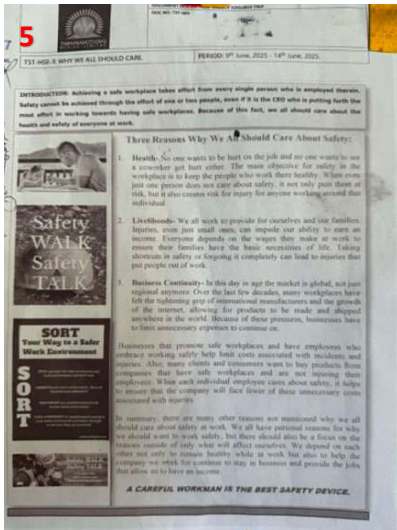 5
TST-HSE-3: WHY WE ALL SHOULD CARE.
PERIOD: 9th June, 2025 - 14th June, 2025.
INTRODUCTION: Achieving a safe workplace takes effort from every single person who is employed therein.
Safety cannot be achieved through the effort of one or two people, even if it is the CEO who is putting forth the
most effort in working towards having safe workplaces. Because of this fact, we all should care about the
health and safety of everyone at work.
Three Reasons Why We All Should Care About Safety:
1. Health- No one wants to be hurt on the job and no one wants to see
a coworker get hurt either. The main objective for safety in the
workplace is to keep the people who work there healthy. When even
just one person does not care about safety, it not only puts them at
risk, but it also creates risk for injury for anyone working around that
individual.
2. Livelihoods- We all work to provide for ourselves and our families.
Injuries, even just small ones, can impede our ability to earn an
income. Everyone depends on the wages they make at work to
ensure their families have the basic necessities of life. Taking
shortcuts in safety or forgoing it completely can lead to injuries that
put people out of work.
3. Business Continuity- In this day in age the market is global, not just
regional anymore. Over the last few decades, many workplaces have
felt the tightening grip of international manufacturers and the growth
of the internet, allowing for products to be made and shipped
anywhere in the world. Because of these pressures, businesses have
to limit unnecessary expenses to continue on.
Businesses that promote safe workplaces and have employees who
embrace working safely help limit costs associated with incidents and
injuries. Also, many clients and consumers want to buy products from
companies that have safe workplaces and are not injuring their
employees. When each individual employee cares about safety, it helps
to ensure that the company will face fewer of those unnecessary costs
associated with injuries.
In summary, there are many other reasons not mentioned why we all
should care about safety at work. We all have personal reasons for why
we should want to work safely, but there should also be a focus on the
reasons outside of only what will affect ourselves. We depend on each
other not only to remain healthy while at work but also to help the
company we work for continue to stay in business and provide the jobs
that allow us to have an income.
A CAREFUL WORKMAN IS THE BEST SAFETY DEVICE.
Safety
WALK
Safety
TALK
SORT
Your Way to a Safer
Work Environment
S
O
R
T